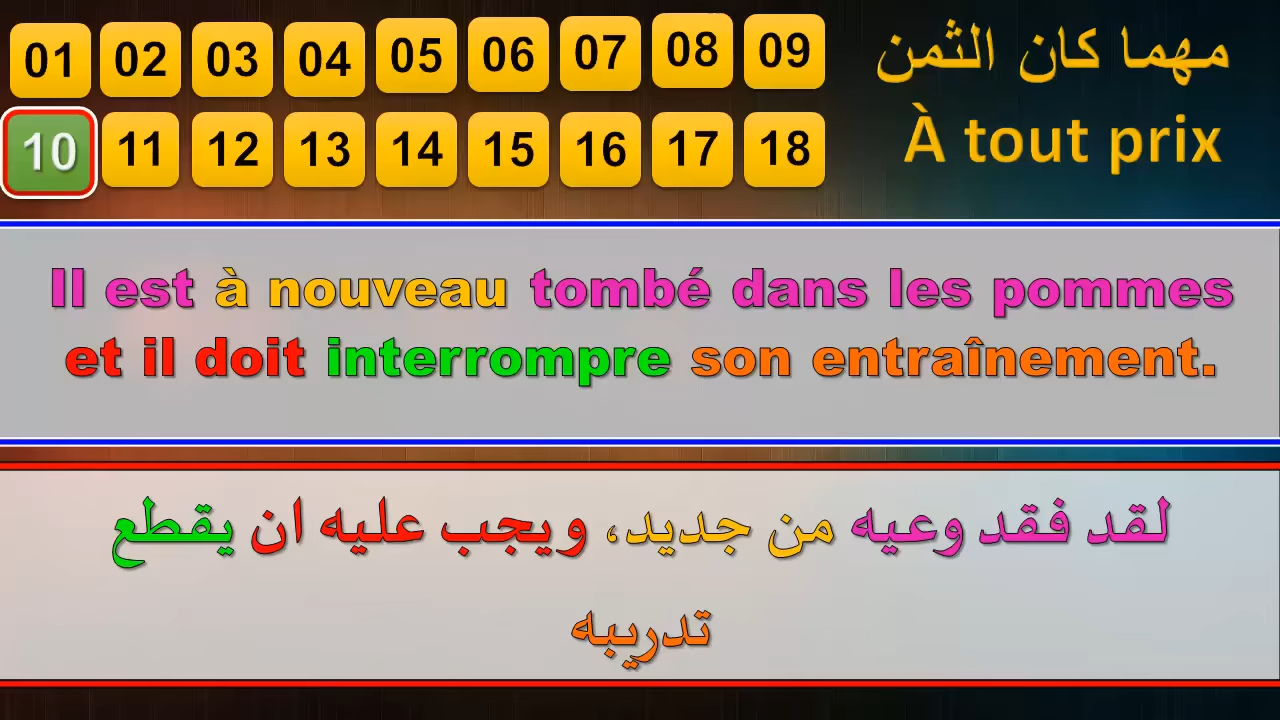 01 02 03 04 05 06 07 08 09
10 11 12 13 14 15 16 17 18
مهما كان الثمن
À tout prix
Il est à nouveau tombé dans les pommes
et il doit interrompre son entraînement.
لقد فقد وعيه من جديد، ويجب عليه ان يقطع
تدريبه